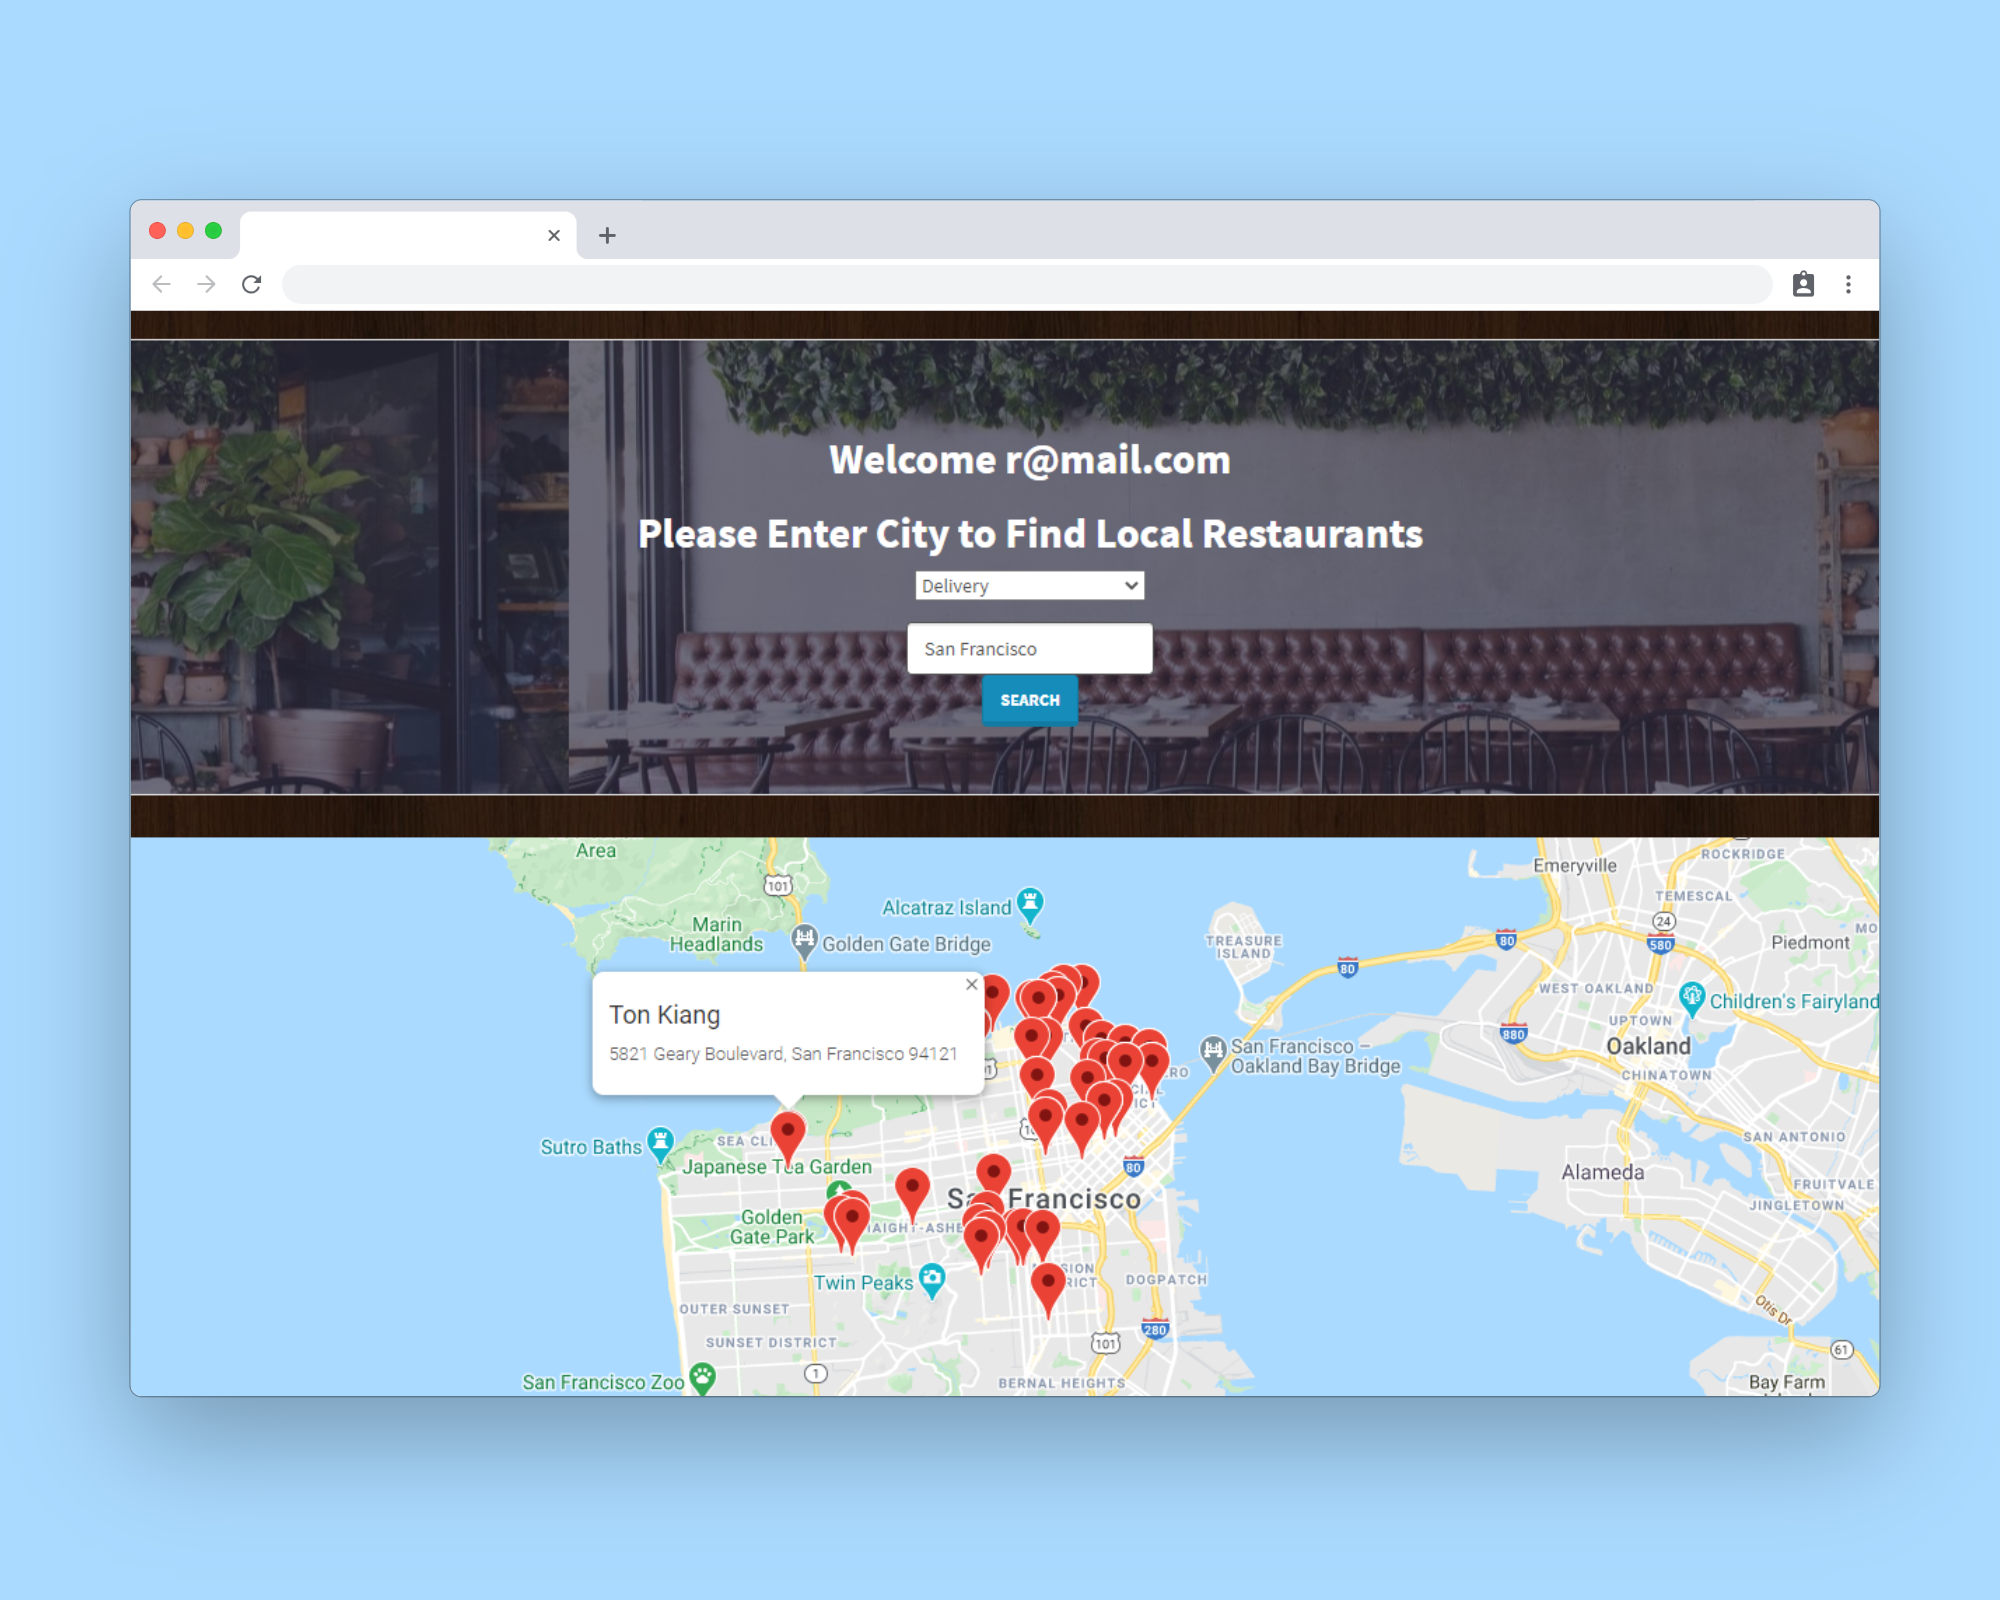 Welcome r@mail.com
Please Enter City to Find Local Restaurants
Delivery
San Francisco
SEARCH
Area
101
Emeryville
ROCKRIDGE
TEMESCAL
Alcatraz Island
24
Marin
Headlands
Golden Gate Bridge
TREASURE
ISLAND
80
580
Piedmont
MO
80
Ton Kiang
5821 Geary Boulevard, San Francisco 94121
WEST OAKLAND
Children's Fairyland
UPTOWN
880
Oakland
San Francisco –
Oakland Bay Bridge
CHINATOWN
Sutro Baths
SEA CLI
Japanese Tea Garden
80
SAN ANTONIO
Alameda
San Francisco
FRUITVALE
JINGLETOWN
Golden
Gate Park
HAIGHT-ASHB
Twin Peaks
DOGPATCH
OUTER SUNSET
SUNSET DISTRICT
280
101
Otis Dr
61
1
San Francisco Zoo
BERNAL HEIGHTS
Bay Farm